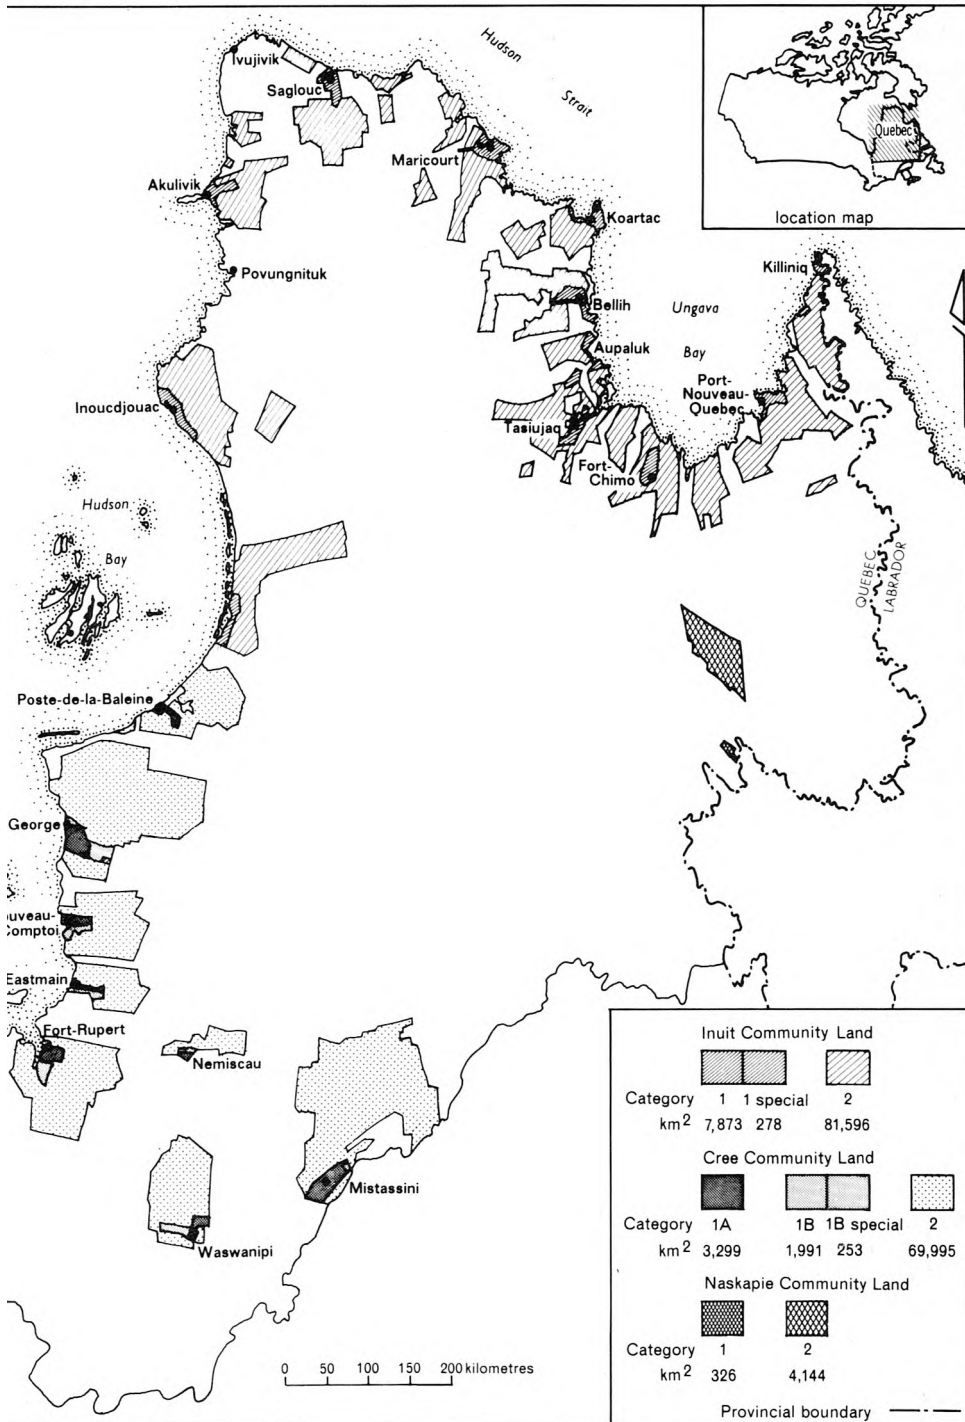 Hudson
Strait
Ivujivik
Saglouc
Maricourt
Akulivik
Koartac
Povungnituk
Quebec
location map
Killiniq
Bellih
Ungava
Bay
Aupaluk
Port-
Nouveau-
Quebec
Inoucdjouac
Tasiujaq
Fort-
Chimo
Hudson
Bay
QUEBEC
LABRADOR
Poste-de-la-Baleine
George
ouveau-
Comptoi
Eastmain
Fort-Rupert
Nemiscau
Mistassini
Waswanipi
0 50 100 150 200 kilometres
Inuit Community Land
Category 1 1 special 2
km2 7,873 278 81,596
Cree Community Land
Category 1A 1B 1B special 2
km2 3,299 1,991 253 69,995
Naskapie Community Land
Category 1 2
km2 326 4,144
Provincial boundary